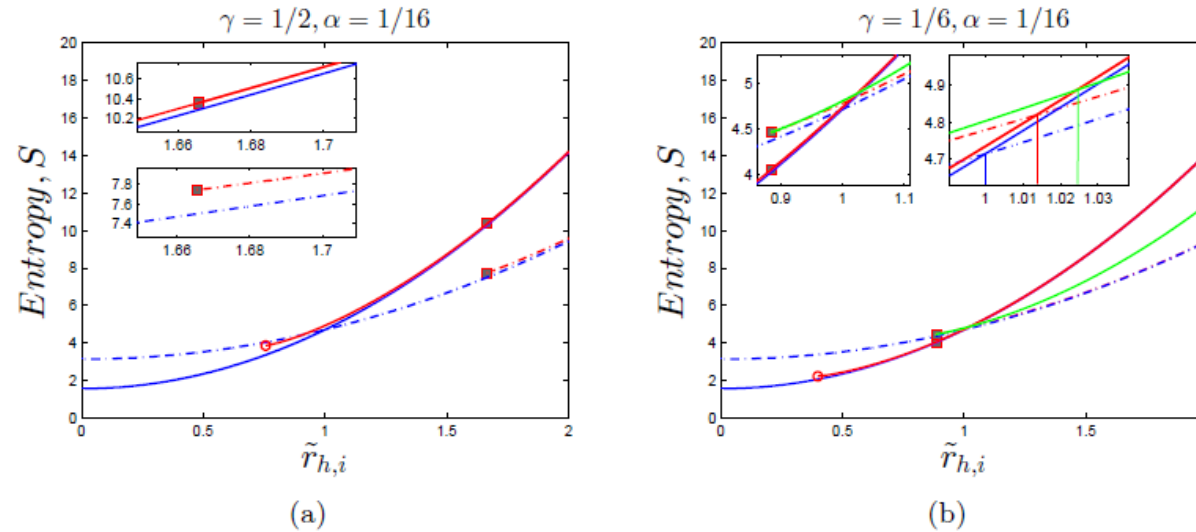 γ = 1/2, α = 1/16
20
18
16
14
12
10
8
6
4
2
0
Entropy, S
10.6
10.4
10.2
1.66 1.68 1.7
7.8
7.6
7.4
1.66 1.68 1.7
0 0.5 1 1.5 2
r̃h,i
(a)
γ = 1/6, α = 1/16
20
18
16
14
12
10
8
6
4
2
0
Entropy, S
5
4.5
4
0.9 1 1.1
4.9
4.8
4.7
1 1.01 1.02 1.03
0 0.5 1 1.5
r̃h,i
(b)